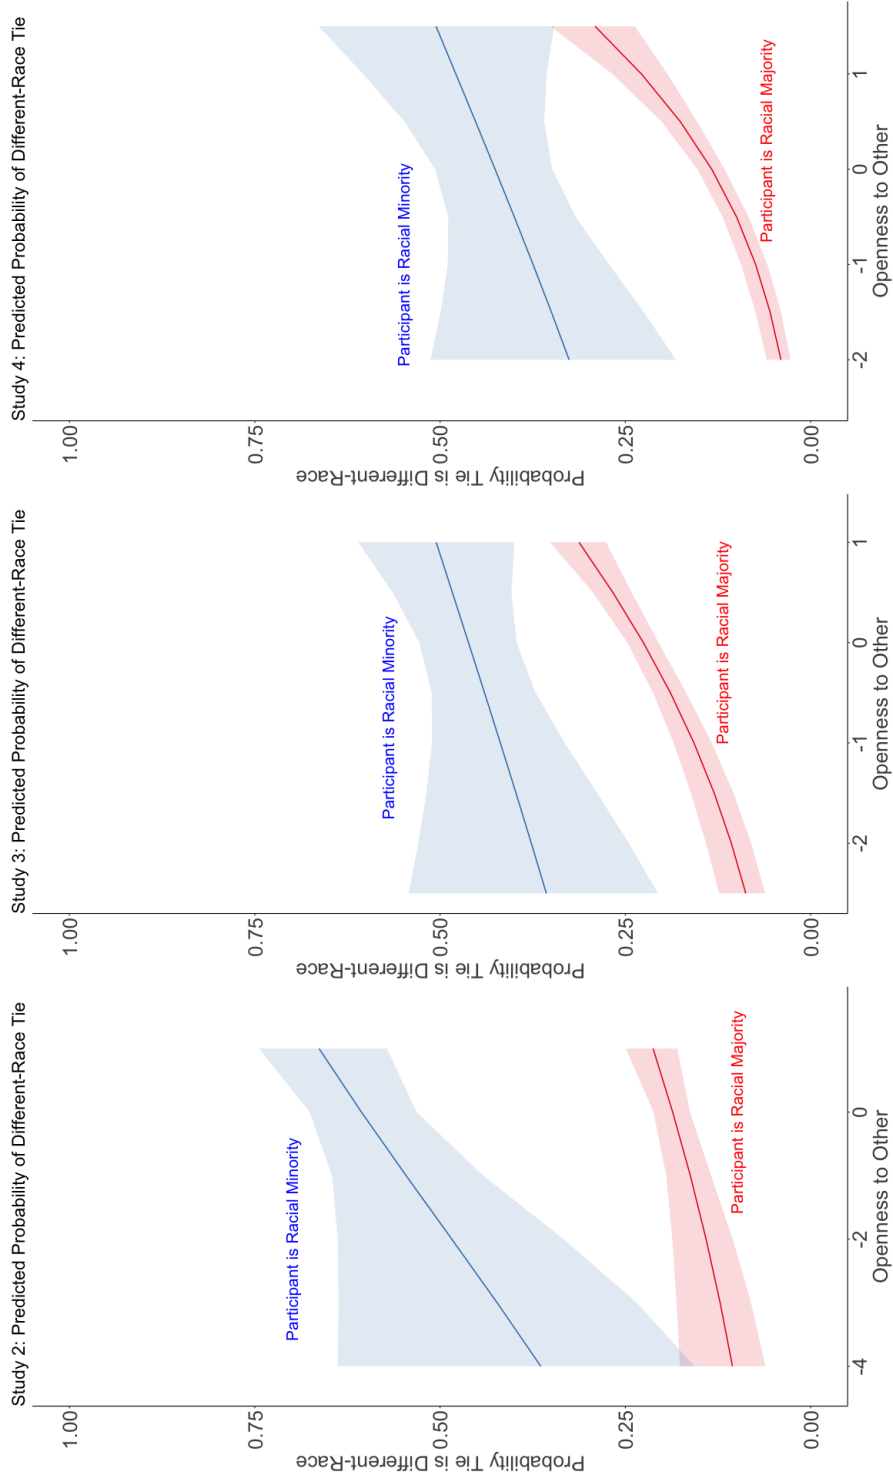 Study 2: Predicted Probability of Different-Race Tie
1.00
0.75
0.50
0.25
0.00
Probability Tie is Different-Race
Participant is Racial Minority
Participant is Racial Majority
-4
-2
0
Openness to Other
Study 3: Predicted Probability of Different-Race Tie
1.00
0.75
0.50
0.25
0.00
Probability Tie is Different-Race
Participant is Racial Minority
Participant is Racial Majority
-2
-1
0
1
Openness to Other
Study 4: Predicted Probability of Different-Race Tie
1.00
0.75
0.50
0.25
0.00
Probability Tie is Different-Race
Participant is Racial Minority
Participant is Racial Majority
-2
-1
0
1
Openness to Other